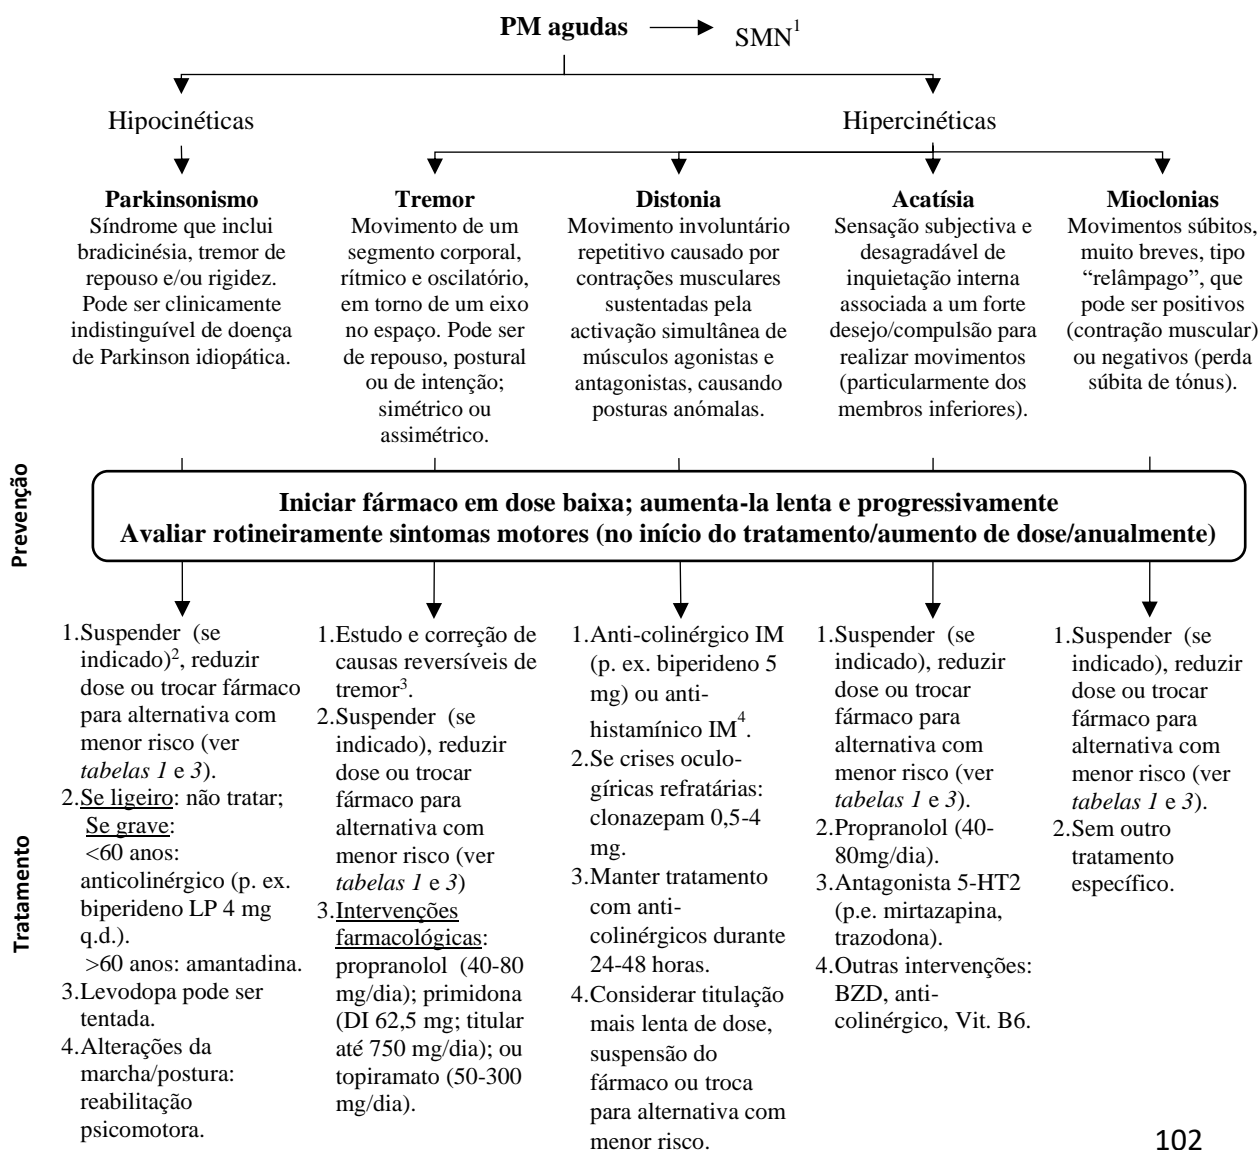 PM agudas
SMN1
Hipocinéticas
Hipercinéticas
Parkinsonismo
Síndrome que inclui
bradicinésia, tremor de
repouso e/ou rigidez.
Pode ser clinicamente
indistinguível de doença
de Parkinson idiopática.
Tremor
Movimento de um
segmento corporal,
rítmico e oscilatório,
em torno de um eixo
no espaço. Pode ser
de repouso, postural
ou de intenção;
simétrico ou
assimétrico.
Distonia
Movimento involuntário
repetitivo causado por
contrações musculares
sustentadas pela
activação simultânea de
músculos agonistas e
antagonistas, causando
posturas anómalas.
Acatísia
Sensação subjectiva e
desagradável de
inquietação interna
associada a um forte
desejo/compulsão para
realizar movimentos
(particularmente dos
membros inferiores).
Mioclonias
Movimentos súbitos,
muito breves, tipo
“relâmpago”, que
pode ser positivos
(contração muscular)
ou negativos (perda
súbita de tónus).
Prevenção
Iniciar fármaco em dose baixa; aumenta-la lenta e progressivamente
Avaliar rotineiramente sintomas motores (no início do tratamento/aumento de dose/anualmente)
Tratamento
1.Suspender (se
indicado)2, reduzir
dose ou trocar fármaco
para alternativa com
menor risco (ver
tabelas 1 e 3).
2.Se ligeiro: não tratar;
Se grave:
<60 anos:
anticolinérgico (p. ex.
biperideno LP 4 mg
q.d.).
>60 anos: amantadina.
3.Levodopa pode ser
tentada.
4.Alterações da
marcha/postura:
reabilitação
psicomotora.
1.Estudo e correção de
causas reversíveis de
tremor3.
2.Suspender (se
indicado), reduzir
dose ou trocar
fármaco para
alternativa com
menor risco (ver
tabelas 1 e 3)
3.Intervenções
farmacológicas:
propranolol (40-80
mg/dia); primidona
(DI 62,5 mg; titular
até 750 mg/dia); ou
topiramato (50-300
mg/dia).
1.Anti-colinérgico IM
(p. ex. biperideno 5
mg) ou anti-
histamínico IM4.
2.Se crises oculo-
gíricas refratárias:
clonazepam 0,5-4
mg.
3.Manter tratamento
com anti-
colinérgicos durante
24-48 horas.
4.Considerar titulação
mais lenta de dose,
suspensão do
fármaco ou troca
para alternativa com
menor risco.
1.Suspender (se
indicado), reduzir
dose ou trocar
fármaco para
alternativa com
menor risco (ver
tabelas 1 e 3).
2.Propranolol (40-
80mg/dia).
3.Antagonista 5-HT2
(p.e. mirtazapina,
trazodona).
4.Outras intervenções:
BZD, anti-
colinérgico, Vit. B6.
1.Suspender (se
indicado), reduzir
dose ou trocar
fármaco para
alternativa com
menor risco (ver
tabelas 1 e 3).
2.Sem outro
tratamento
específico.
102